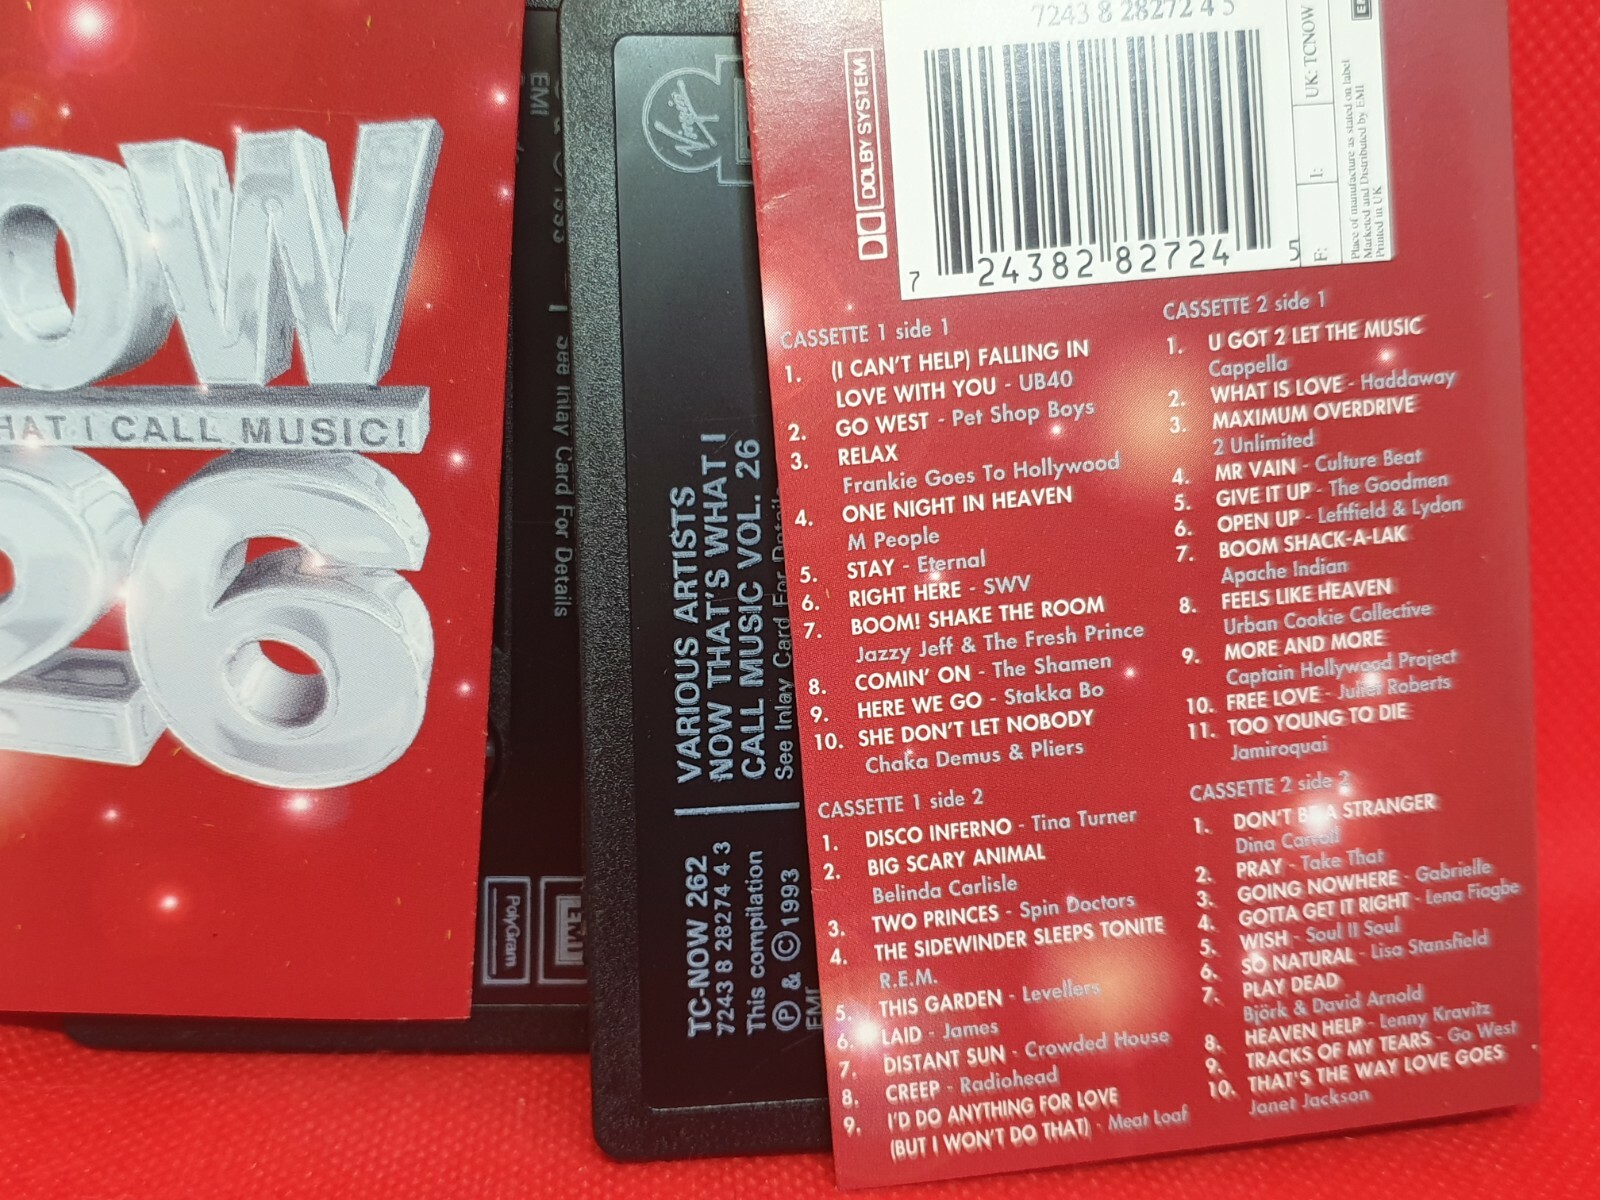 OW
HAT I CALL MUSIC!
26
EMI
1993
See Inlay Card For Details
PolyGram
EMI
Virgin
VARIOUS ARTISTS
NOW THAT'S WHAT I
CALL MUSIC VOL. 26
See Inlay Card For Details
TC-NOW 262
7243 8 28274 4 3
This compilation
℗ & ©1993
EMI
7243 8 28272 4 5
DOLBY SYSTEM
7 24382 82724 5
UK: TCNOW
F:
I:
Place of manufacture as stated on label
Marketed and Distributed by EMI
Printed in UK
CASSETTE 1 side 1
1. (I CAN'T HELP) FALLING IN
LOVE WITH YOU - UB40
2. GO WEST - Pet Shop Boys
3. RELAX
Frankie Goes To Hollywood
4. ONE NIGHT IN HEAVEN
M People
5. STAY - Eternal
6. RIGHT HERE - SWV
7. BOOM! SHAKE THE ROOM
Jazzy Jeff & The Fresh Prince
8. COMIN' ON - The Shamen
9. HERE WE GO - Stakka Bo
10. SHE DON'T LET NOBODY
Chaka Demus & Pliers
CASSETTE 1 side 2
1. DISCO INFERNO - Tina Turner
2. BIG SCARY ANIMAL
Belinda Carlisle
3. TWO PRINCES - Spin Doctors
4. THE SIDEWINDER SLEEPS TONITE
R.E.M.
5. THIS GARDEN - Levellers
6. LAID - James
7. DISTANT SUN - Crowded House
8. CREEP - Radiohead
9. I'D DO ANYTHING FOR LOVE
(BUT I WON'T DO THAT) - Meat Loaf
CASSETTE 2 side 1
1. U GOT 2 LET THE MUSIC
Cappella
2. WHAT IS LOVE - Haddaway
3. MAXIMUM OVERDRIVE
2 Unlimited
4. MR VAIN - Culture Beat
5. GIVE IT UP - The Goodmen
6. OPEN UP - Leftfield & Lydon
7. BOOM SHACK-A-LAK
Apache Indian
8. FEELS LIKE HEAVEN
Urban Cookie Collective
9. MORE AND MORE
Captain Hollywood Project
10. FREE LOVE - Juliet Roberts
11. TOO YOUNG TO DIE
Jamiroquai
CASSETTE 2 side 2
1. DON'T BE A STRANGER
Dina Carroll
2. PRAY - Take That
3. GOING NOWHERE - Gabrielle
4. GOTTA GET IT RIGHT - Lena Fiagbe
5. WISH - Soul II Soul
6. SO NATURAL - Lisa Stansfield
7. PLAY DEAD
Björk & David Arnold
8. HEAVEN HELP - Lenny Kravitz
9. TRACKS OF MY TEARS - Go West
10. THAT'S THE WAY LOVE GOES
Janet Jackson